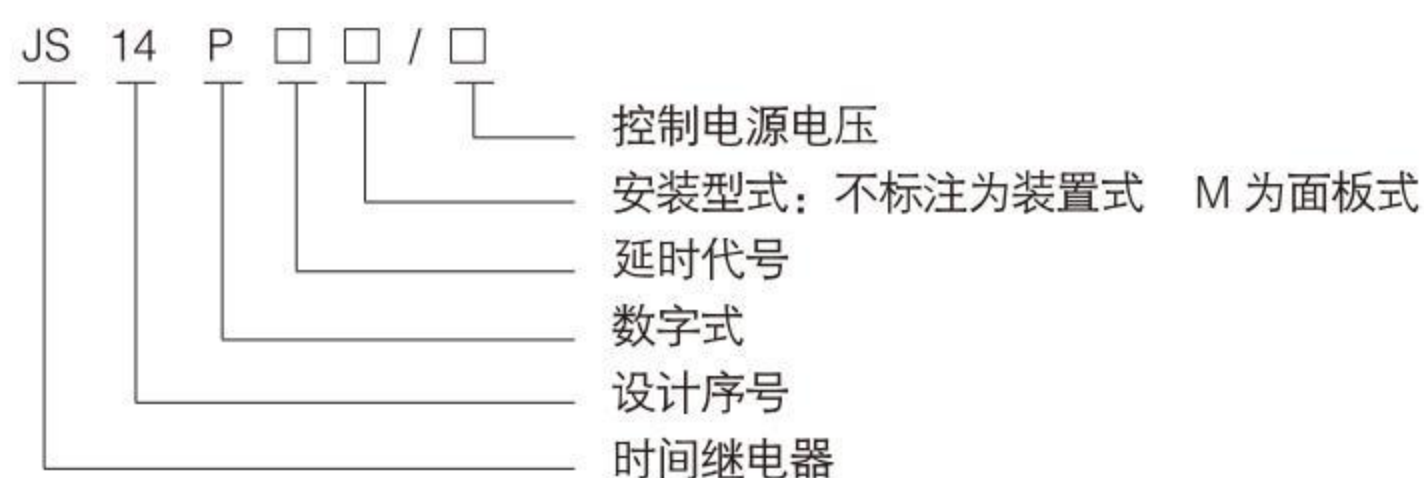 JS 14 P □ □ / □
控制电源电压
安装型式：不标注为装置式 M 为面板式
延时代号
数字式
设计序号
时间继电器